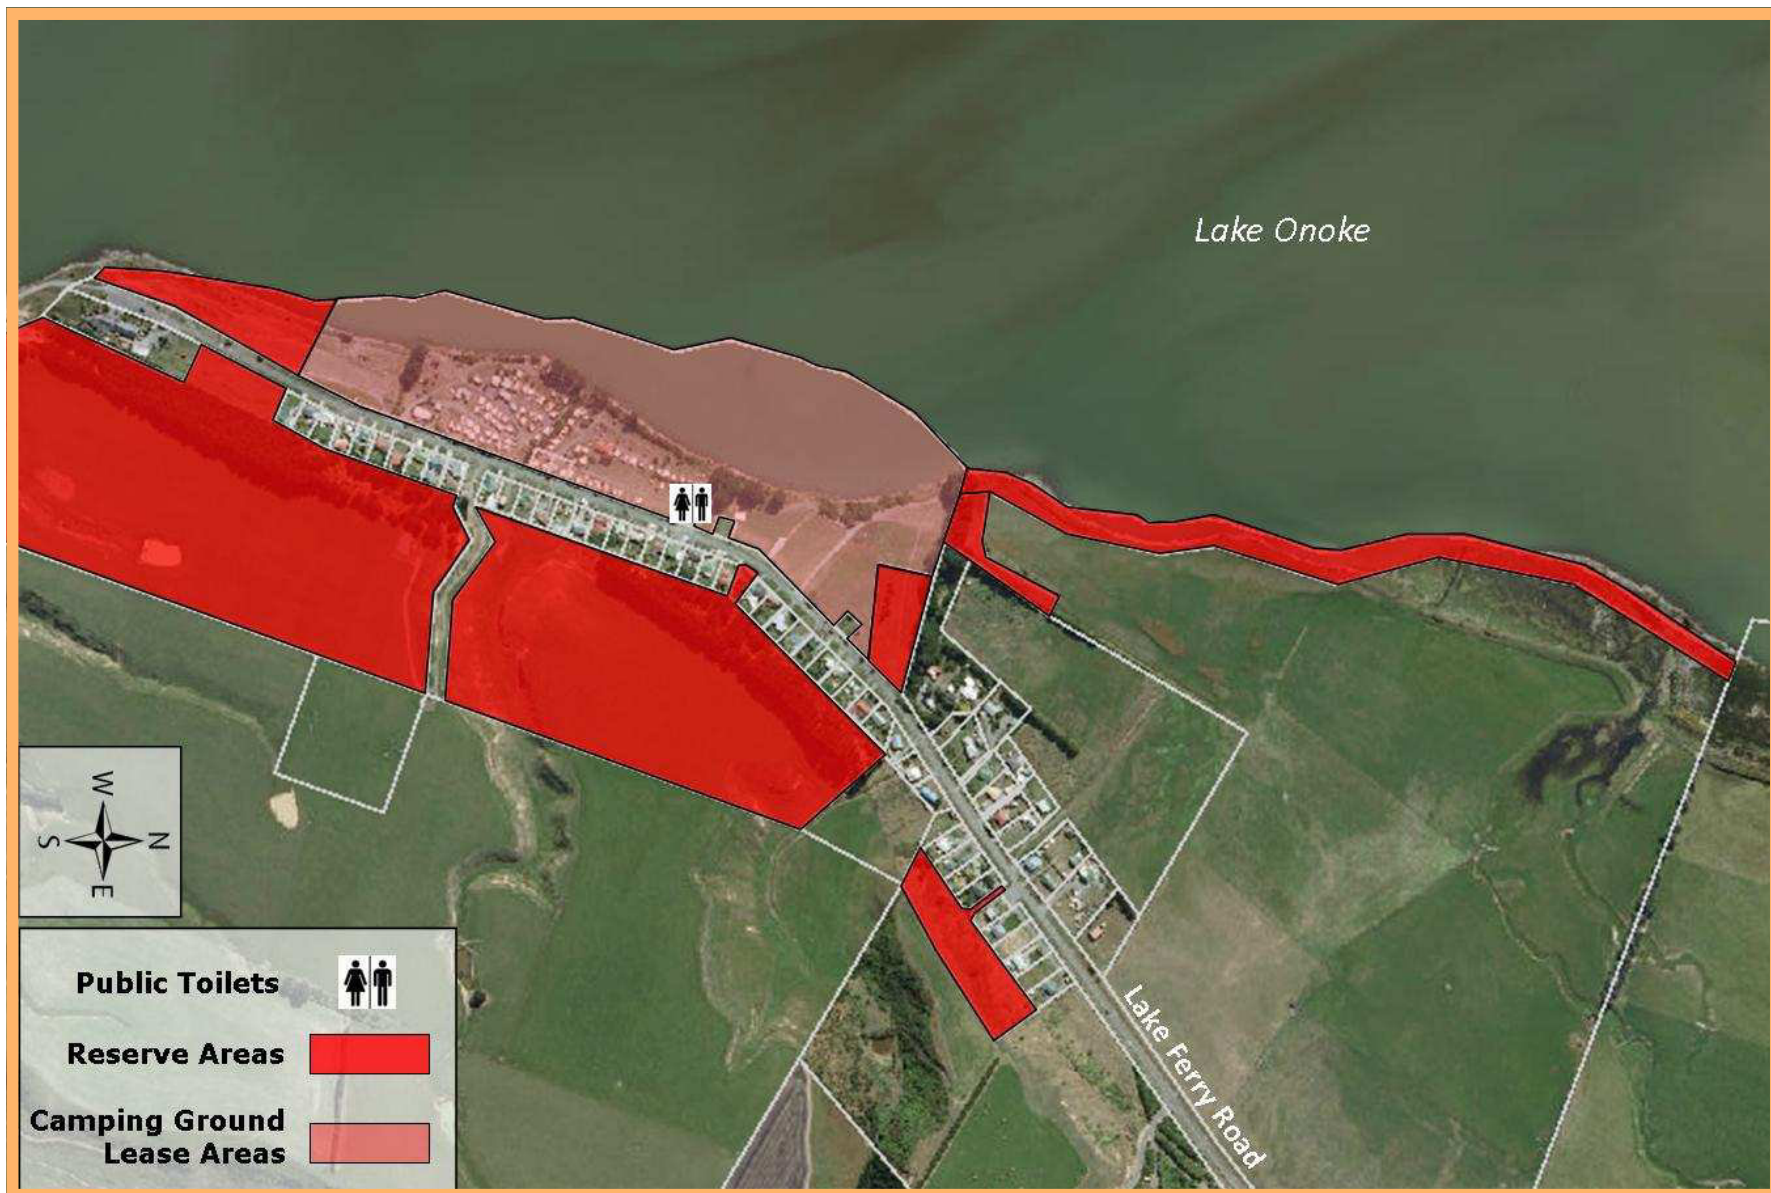 Lake Onoke
W
N
S
E
Public Toilets
Reserve Areas
Camping Ground
Lease Areas
Lake Ferry Road